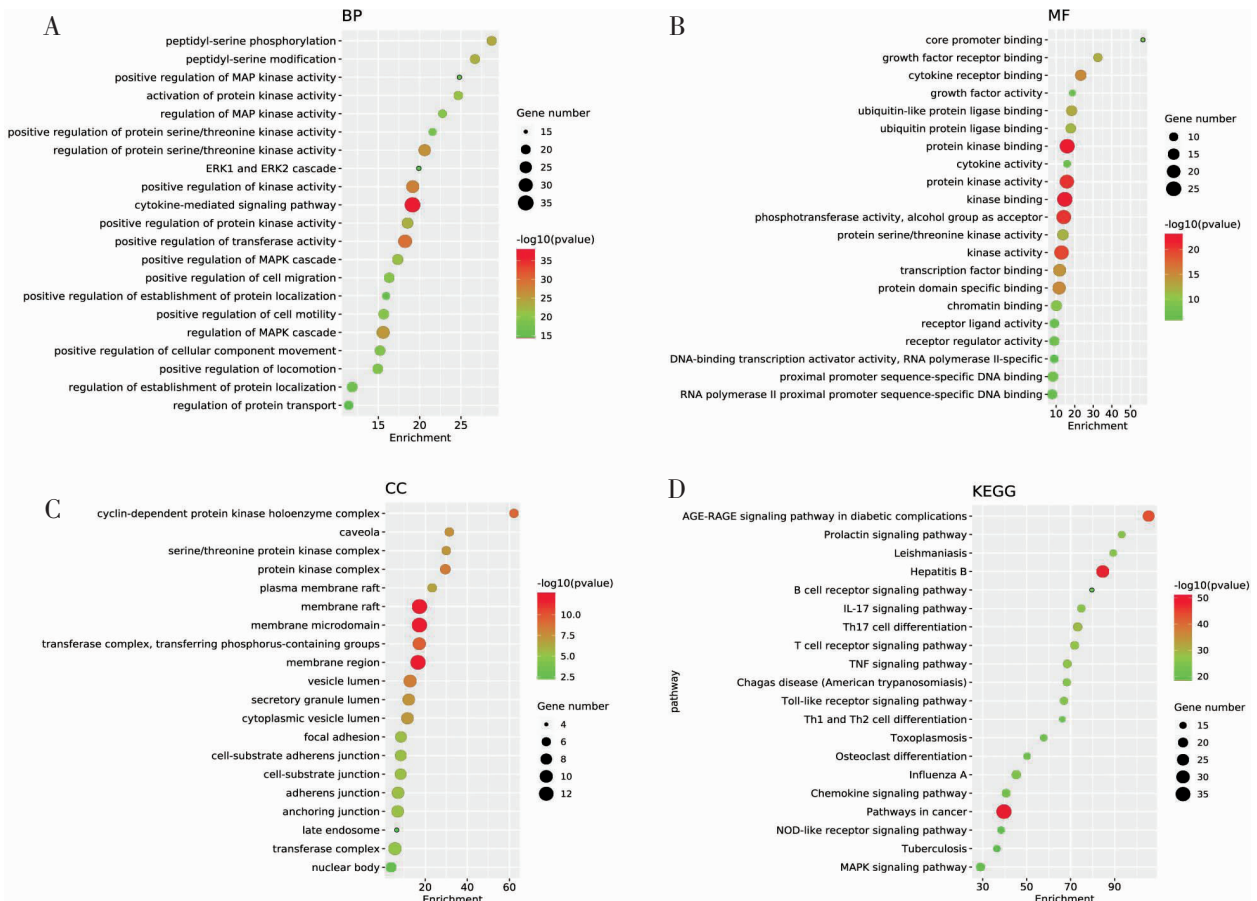 A
BP
peptidyl-serine phosphorylation
peptidyl-serine modification
positive regulation of MAP kinase activity
activation of protein kinase activity
regulation of MAP kinase activity
positive regulation of protein serine/threonine kinase activity
regulation of protein serine/threonine kinase activity
ERK1 and ERK2 cascade
positive regulation of kinase activity
cytokine-mediated signaling pathway
positive regulation of protein kinase activity
positive regulation of transferase activity
positive regulation of MAPK cascade
positive regulation of cell migration
positive regulation of establishment of protein localization
positive regulation of cell motility
regulation of MAPK cascade
positive regulation of cellular component movement
positive regulation of locomotion
regulation of establishment of protein localization
regulation of protein transport
15 20 25
Enrichment
Gene number
15
20
25
30
35
-log10(pvalue)
35
30
25
20
15
B
MF
core promoter binding
growth factor receptor binding
cytokine receptor binding
growth factor activity
ubiquitin-like protein ligase binding
ubiquitin protein ligase binding
protein kinase binding
cytokine activity
protein kinase activity
kinase binding
phosphotransferase activity, alcohol group as acceptor
protein serine/threonine kinase activity
kinase activity
transcription factor binding
protein domain specific binding
chromatin binding
receptor ligand activity
receptor regulator activity
DNA-binding transcription activator activity, RNA polymerase II-specific
proximal promoter sequence-specific DNA binding
RNA polymerase II proximal promoter sequence-specific DNA binding
10 20 30 40 50
Enrichment
Gene number
10
15
20
25
-log10(pvalue)
20
15
10
C
CC
cyclin-dependent protein kinase holoenzyme complex
caveola
serine/threonine protein kinase complex
protein kinase complex
plasma membrane raft
membrane raft
membrane microdomain
transferase complex, transferring phosphorus-containing groups
membrane region
vesicle lumen
secretory granule lumen
cytoplasmic vesicle lumen
focal adhesion
cell-substrate adherens junction
cell-substrate junction
adherens junction
anchoring junction
late endosome
transferase complex
nuclear body
20 40 60
Enrichment
-log10(pvalue)
10.0
7.5
5.0
2.5
Gene number
4
6
8
10
12
D
KEGG
pathway
AGE-RAGE signaling pathway in diabetic complications
Prolactin signaling pathway
Leishmaniasis
Hepatitis B
B cell receptor signaling pathway
IL-17 signaling pathway
Th17 cell differentiation
T cell receptor signaling pathway
TNF signaling pathway
Chagas disease (American trypanosomiasis)
Toll-like receptor signaling pathway
Th1 and Th2 cell differentiation
Toxoplasmosis
Osteoclast differentiation
Influenza A
Chemokine signaling pathway
Pathways in cancer
NOD-like receptor signaling pathway
Tuberculosis
MAPK signaling pathway
30 50 70 90
Enrichment
-log10(pvalue)
50
40
30
20
Gene number
15
20
25
30
35